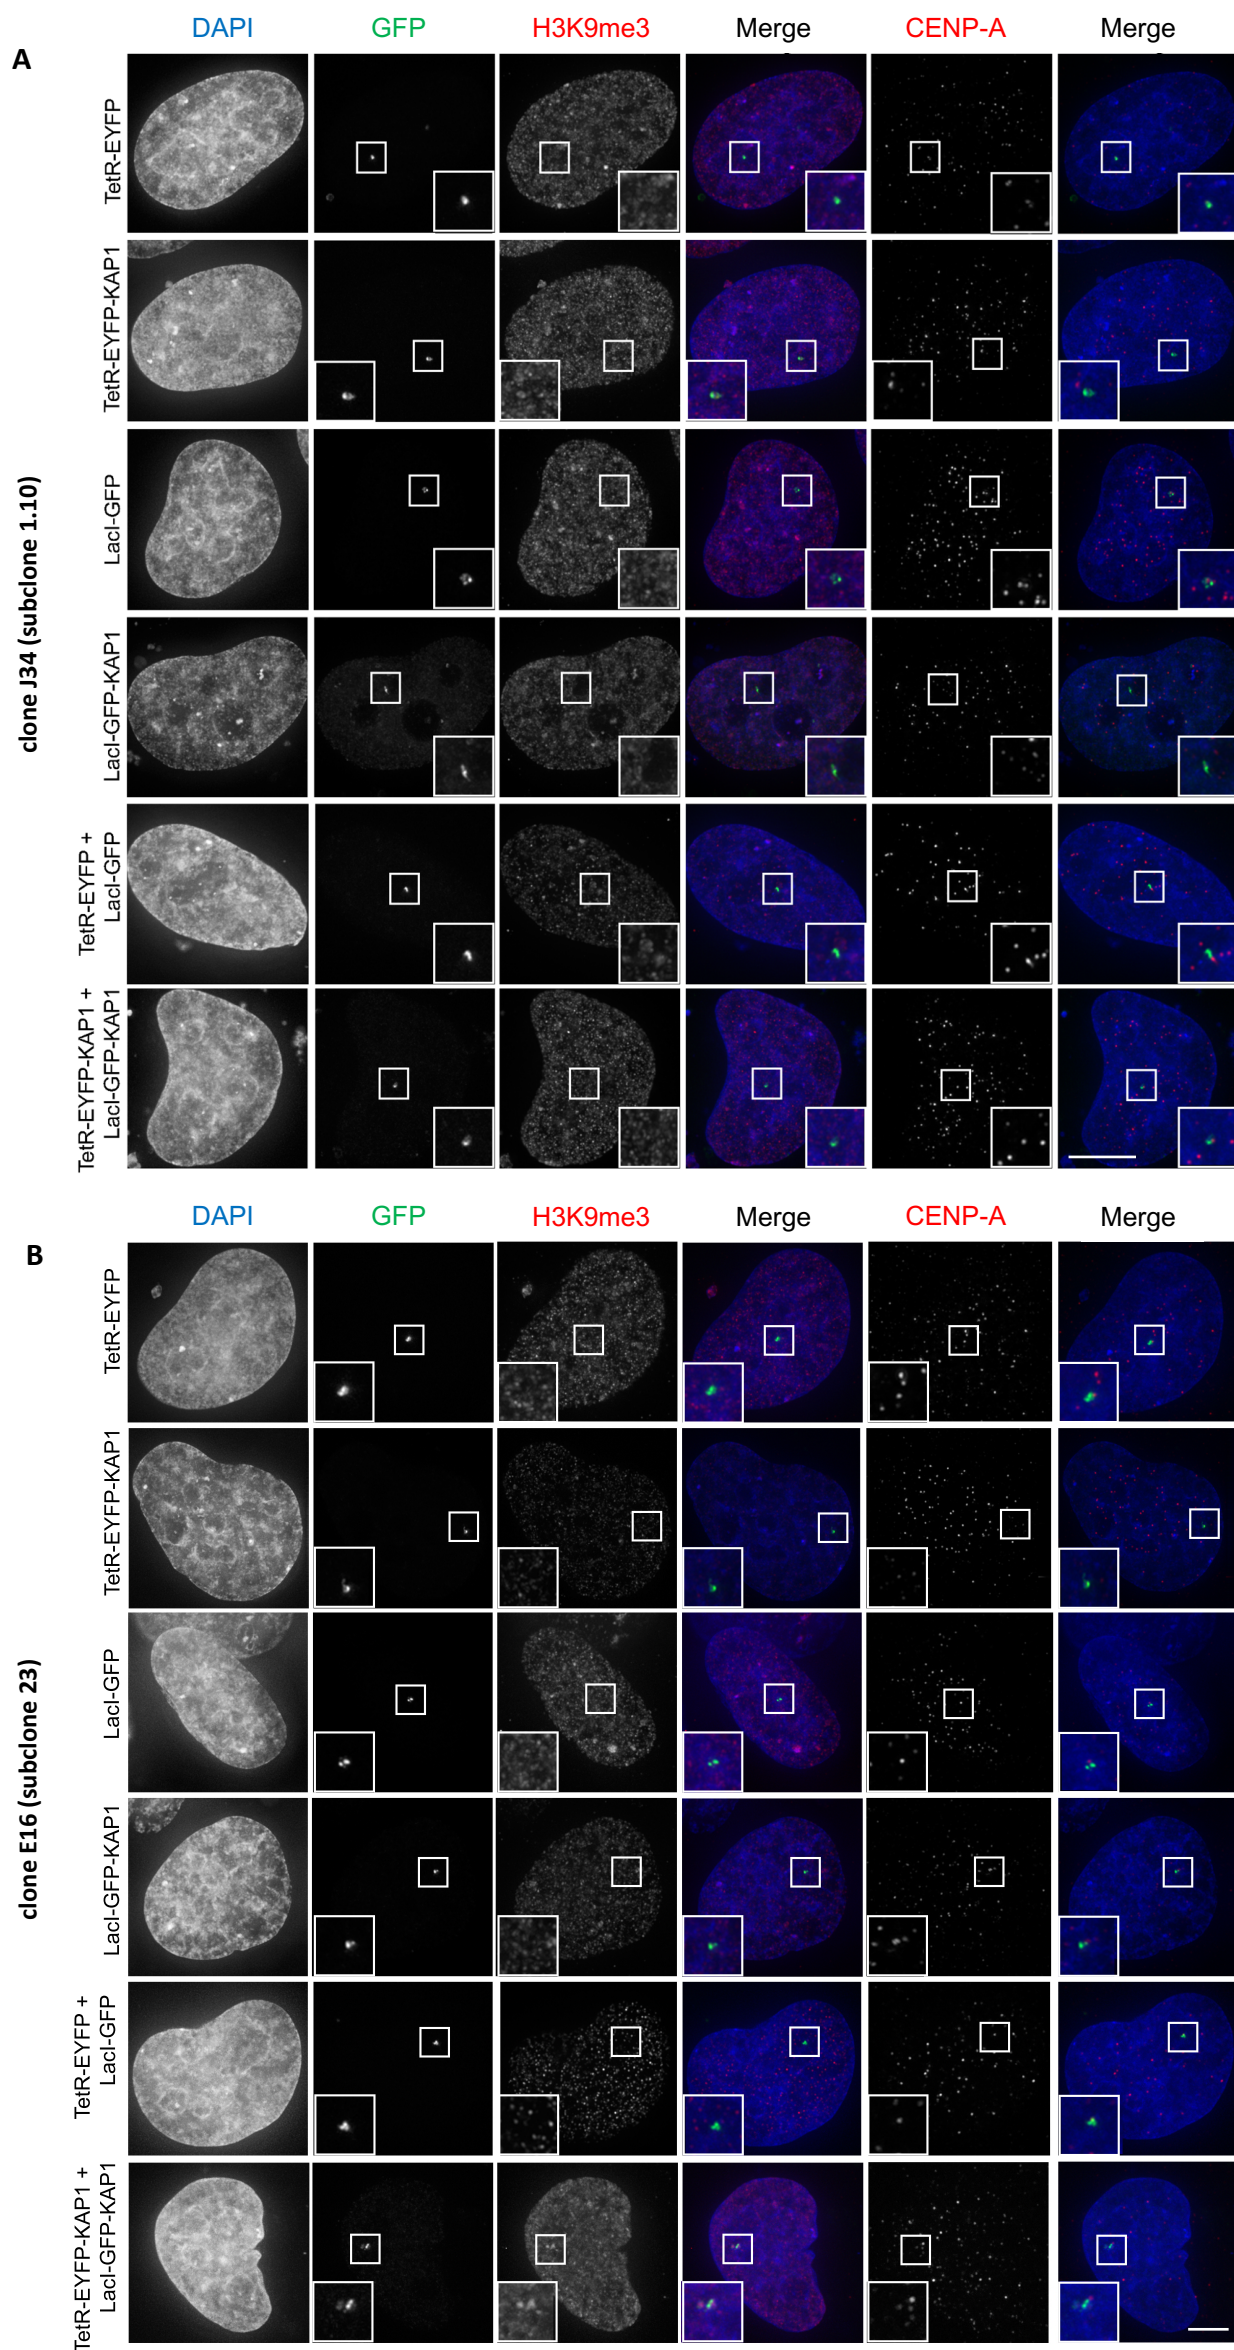 DAPI GFP H3K9me3 Merge CENP-A Merge
A
clone J34 (subclone 1.10)
TetR-EYFP
TetR-EYFP-KAP1
LacI-GFP
LacI-GFP-KAP1
TetR-EYFP +
LacI-GFP
TetR-EYFP-KAP1 +
LacI-GFP-KAP1
DAPI GFP H3K9me3 Merge CENP-A Merge
B
clone E16 (subclone 23)
TetR-EYFP
TetR-EYFP-KAP1
LacI-GFP
LacI-GFP-KAP1
TetR-EYFP +
LacI-GFP
TetR-EYFP-KAP1 +
LacI-GFP-KAP1